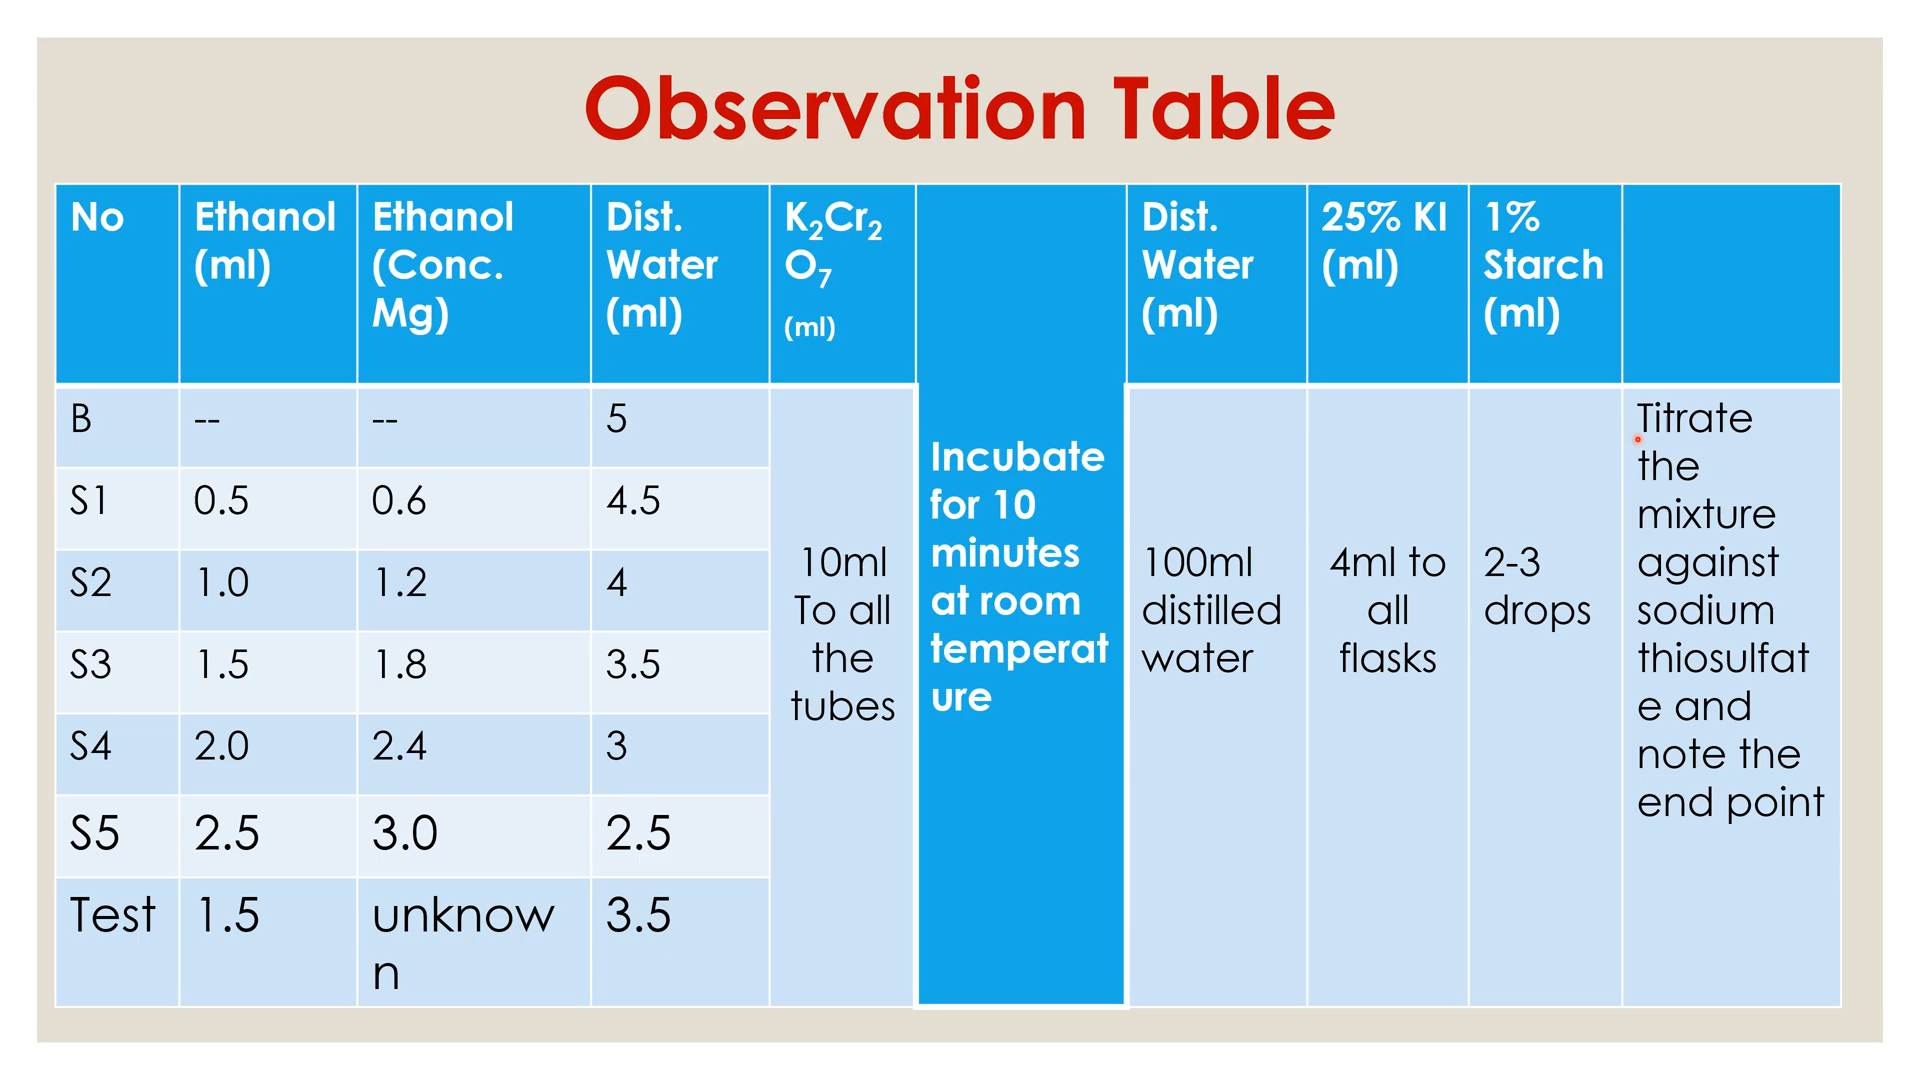 Observation Table
No
Ethanol
(ml)
Ethanol
(Conc.
Mg)
Dist.
Water
(ml)
K₂Cr₂
O₇
(ml)
Dist.
Water
(ml)
25% KI
(ml)
1%
Starch
(ml)
B
--
--
5
S1
0.5
0.6
4.5
S2
1.0
1.2
4
S3
1.5
1.8
3.5
S4
2.0
2.4
3
S5
2.5
3.0
2.5
Test
1.5
unknow
n
3.5
10ml
To all
the
tubes
Incubate
for 10
minutes
at room
temperat
ure
100ml
distilled
water
4ml to
all
flasks
2-3
drops
Titrate
the
mixture
against
sodium
thiosulfat
e and
note the
end point